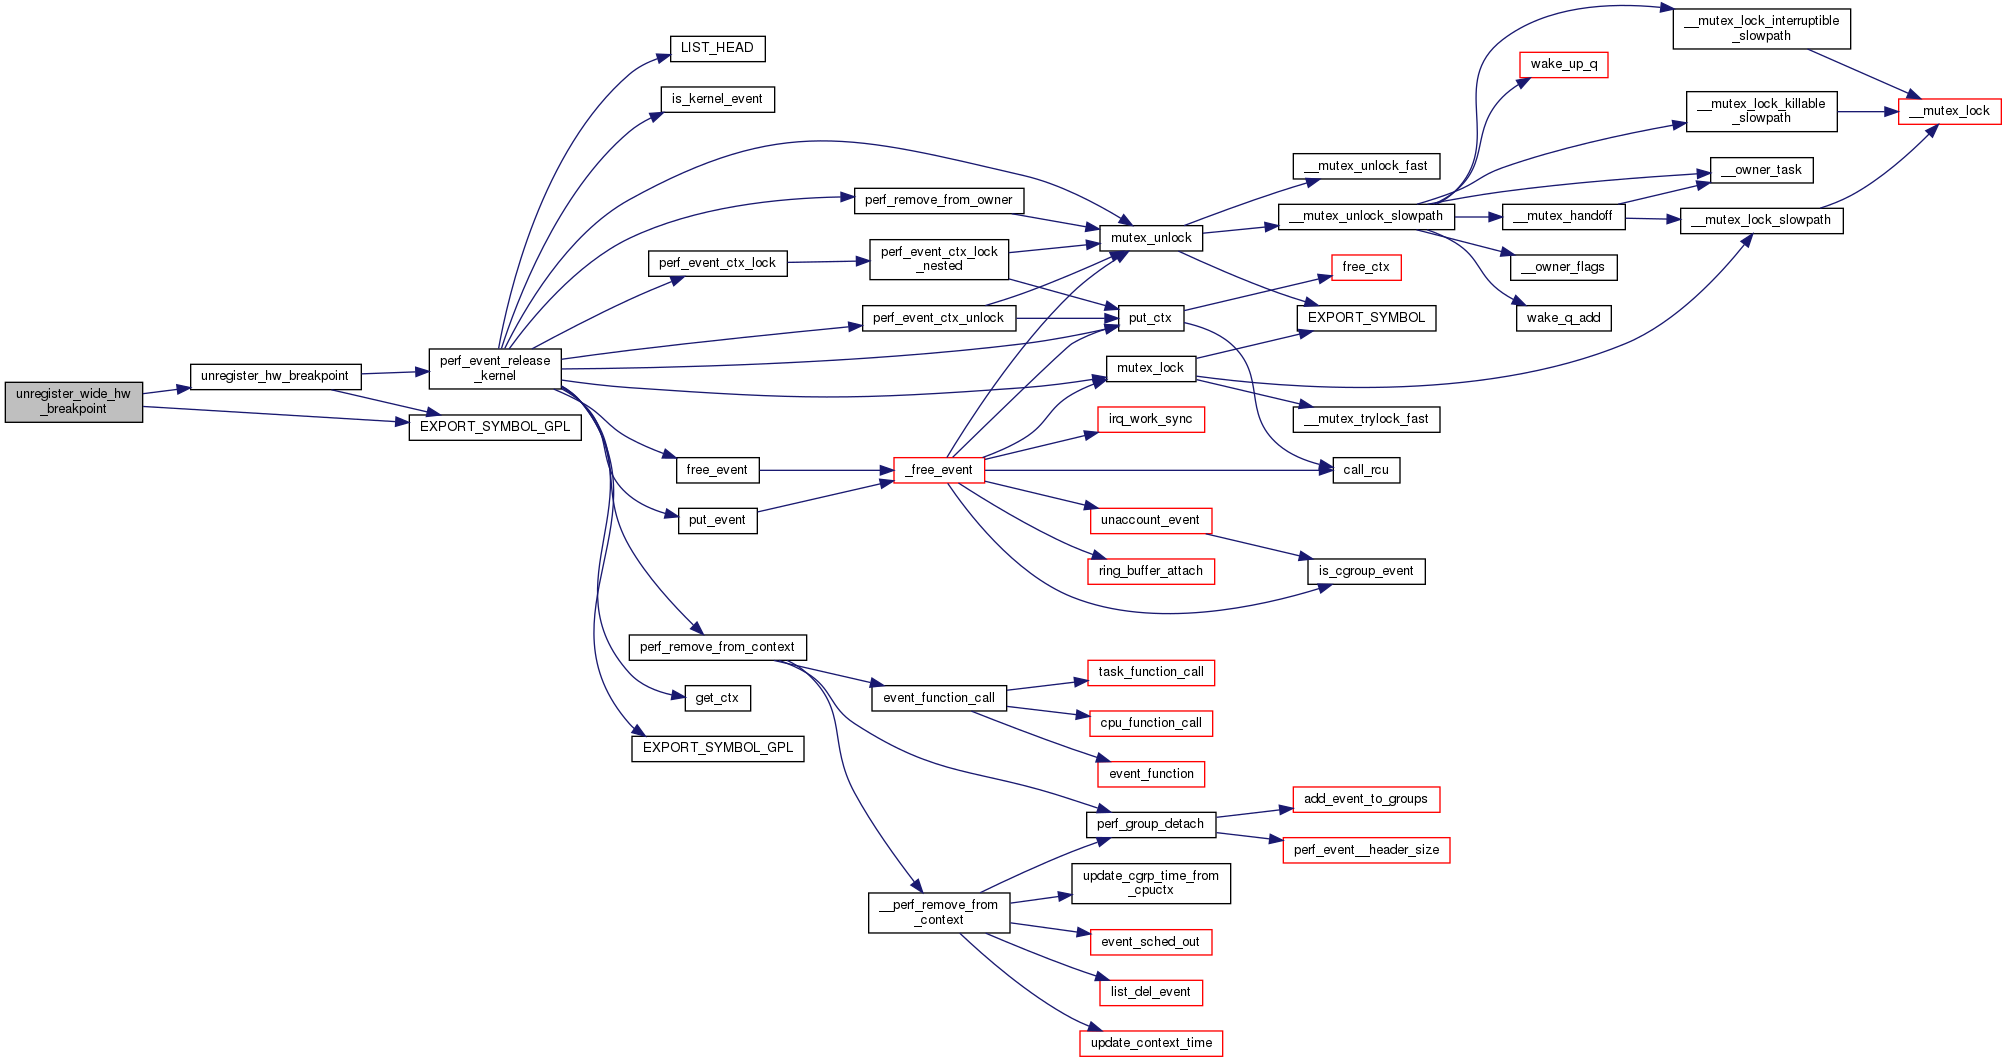 unregister_wide_hw
_breakpoint
unregister_hw_breakpoint
EXPORT_SYMBOL_GPL
perf_event_release
_kernel
LIST_HEAD
is_kernel_event
perf_event_ctx_lock
free_event
put_event
perf_remove_from_context
get_ctx
EXPORT_SYMBOL_GPL
perf_remove_from_owner
perf_event_ctx_lock
_nested
perf_event_ctx_unlock
_free_event
event_function_call
__perf_remove_from
_context
mutex_unlock
put_ctx
mutex_lock
irq_work_sync
unaccount_event
ring_buffer_attach
task_function_call
cpu_function_call
event_function
perf_group_detach
update_cgrp_time_from
_cpuctx
event_sched_out
list_del_event
update_context_time
__mutex_unlock_fast
__mutex_unlock_slowpath
free_ctx
EXPORT_SYMBOL
__mutex_trylock_fast
call_rcu
is_cgroup_event
add_event_to_groups
perf_event__header_size
wake_up_q
__mutex_handoff
__owner_flags
wake_q_add
__mutex_lock_interruptible
_slowpath
__mutex_lock_killable
_slowpath
__owner_task
__mutex_lock_slowpath
__mutex_lock